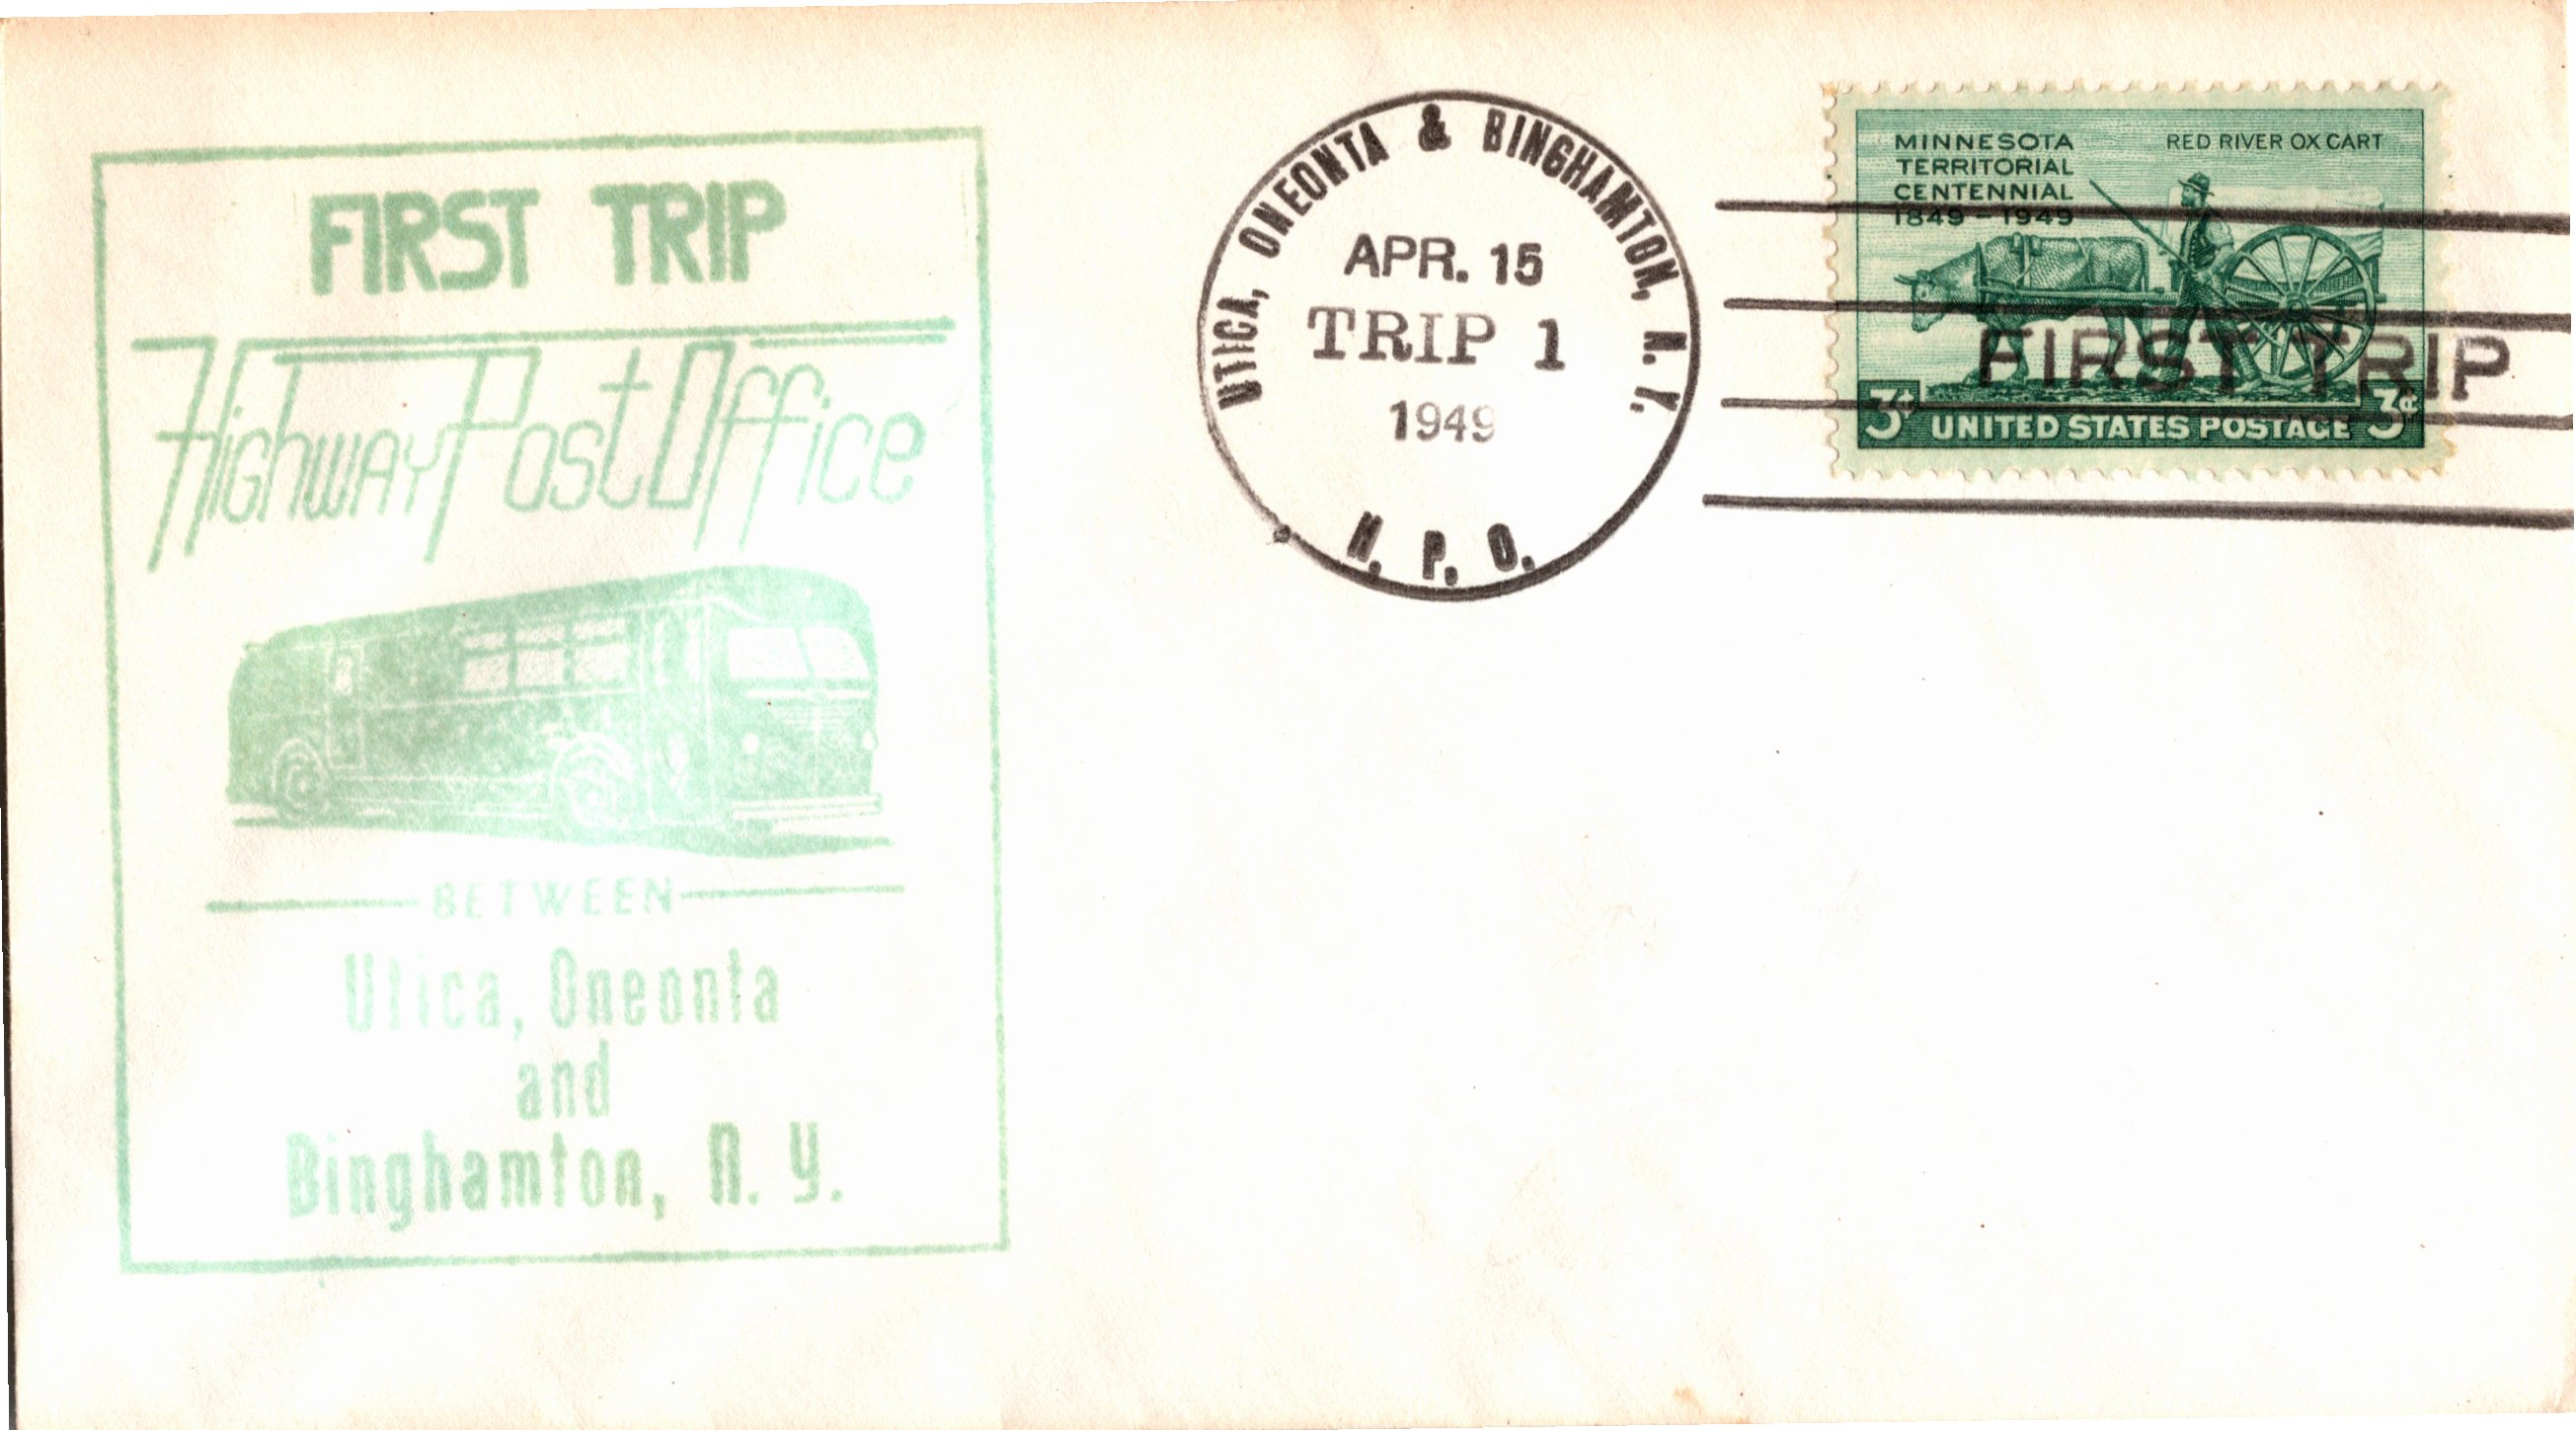 FIRST TRIP
Highway Post Office
BETWEEN
Utica, Oneonta
and
Binghamton, N. Y.
UTICA, ONEONTA & BINGHAMTON, N. Y.
APR. 15
TRIP 1
1949
H. P. O.
MINNESOTA
TERRITORIAL
CENTENNIAL
1849 - 1949
RED RIVER OX CART
FIRST TRIP
3¢ UNITED STATES POSTAGE 3¢